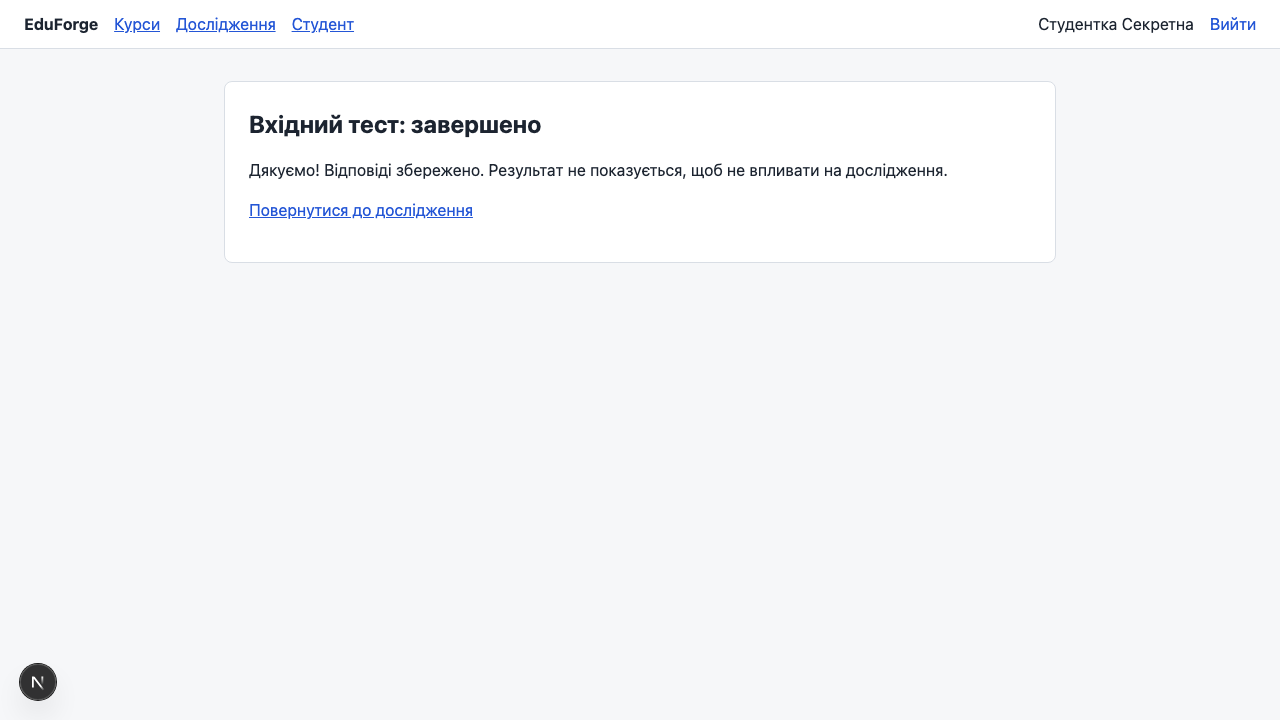 EduForge Курси Дослідження Студент Студентка Секретна Вийти
Вхідний тест: завершено
Дякуємо! Відповіді збережено. Результат не показується, щоб не впливати на дослідження.
Повернутися до дослідження
N